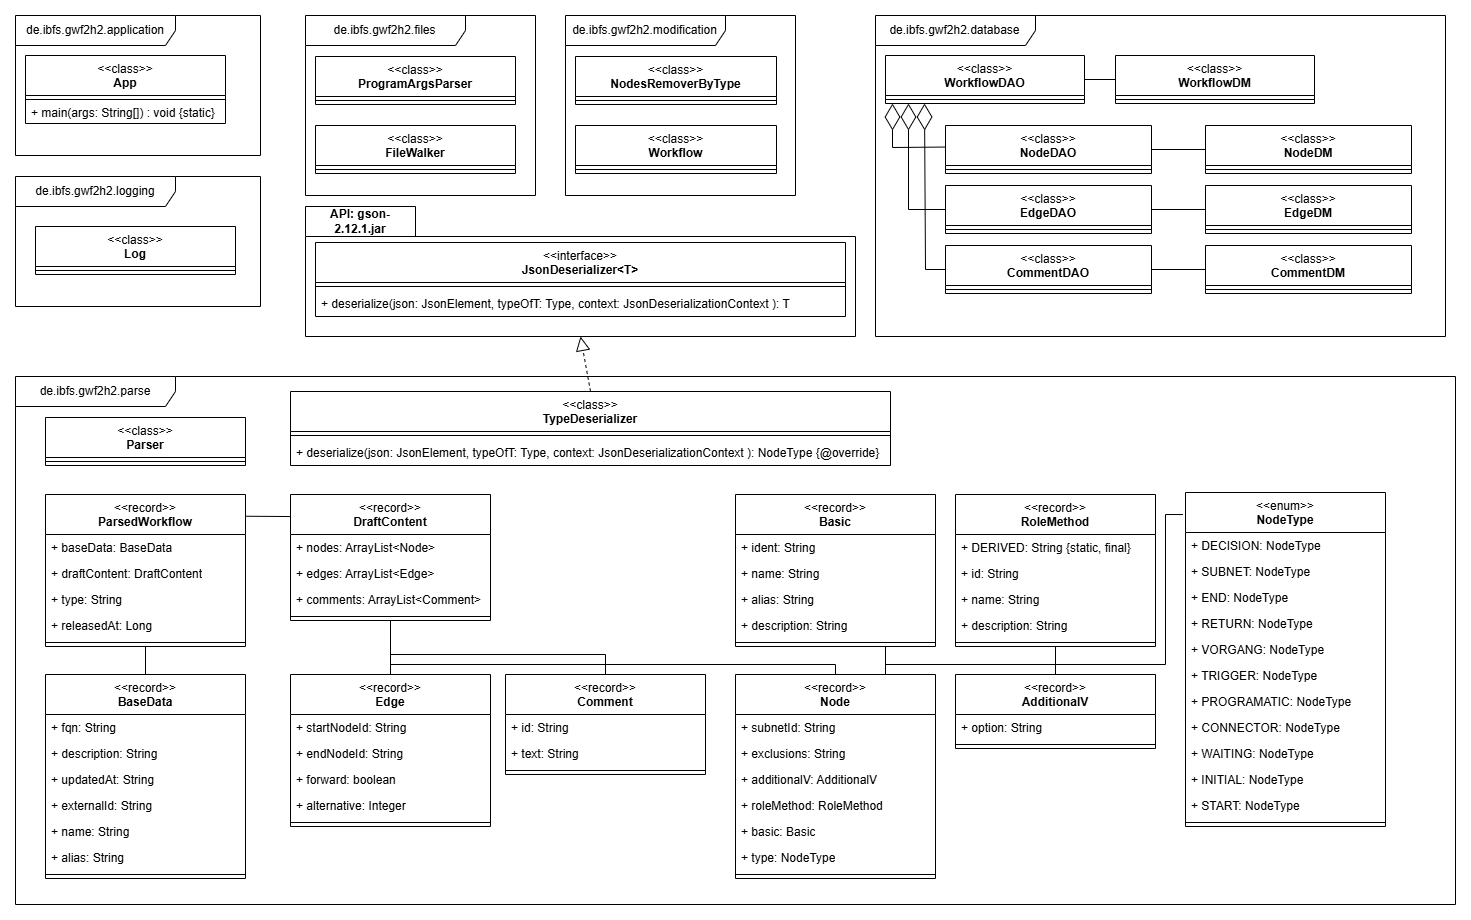 de.ibfs.gwf2h2.application
<<class>>
App
+ main(args: String[]) : void {static}
de.ibfs.gwf2h2.logging
<<class>>
Log
de.ibfs.gwf2h2.files
<<class>>
ProgramArgsParser
<<class>>
FileWalker
de.ibfs.gwf2h2.modification
<<class>>
NodesRemoverByType
<<class>>
Workflow
API: gson-
2.12.1.jar
<<interface>>
JsonDeserializer<T>
+ deserialize(json: JsonElement, typeOfT: Type, context: JsonDeserializationContext ): T
de.ibfs.gwf2h2.database
<<class>>
WorkflowDAO
<<class>>
WorkflowDM
<<class>>
NodeDAO
<<class>>
NodeDM
<<class>>
EdgeDAO
<<class>>
EdgeDM
<<class>>
CommentDAO
<<class>>
CommentDM
de.ibfs.gwf2h2.parse
<<class>>
Parser
<<class>>
TypeDeserializer
+ deserialize(json: JsonElement, typeOfT: Type, context: JsonDeserializationContext ): NodeType {@override}
<<record>>
ParsedWorkflow
+ baseData: BaseData
+ draftContent: DraftContent
+ type: String
+ releasedAt: Long
<<record>>
DraftContent
+ nodes: ArrayList<Node>
+ edges: ArrayList<Edge>
+ comments: ArrayList<Comment>
<<record>>
Basic
+ ident: String
+ name: String
+ alias: String
+ description: String
<<record>>
RoleMethod
+ DERIVED: String {static, final}
+ id: String
+ name: String
+ description: String
<<enum>>
NodeType
+ DECISION: NodeType
+ SUBNET: NodeType
+ END: NodeType
+ RETURN: NodeType
+ VORGANG: NodeType
+ TRIGGER: NodeType
+ PROGRAMATIC: NodeType
+ CONNECTOR: NodeType
+ WAITING: NodeType
+ INITIAL: NodeType
+ START: NodeType
<<record>>
BaseData
+ fqn: String
+ description: String
+ updatedAt: String
+ externalId: String
+ name: String
+ alias: String
<<record>>
Edge
+ startNodeId: String
+ endNodeId: String
+ forward: boolean
+ alternative: Integer
<<record>>
Comment
+ id: String
+ text: String
<<record>>
Node
+ subnetId: String
+ exclusions: String
+ additionalV: AdditionalV
+ roleMethod: RoleMethod
+ basic: Basic
+ type: NodeType
<<record>>
AdditionalV
+ option: String